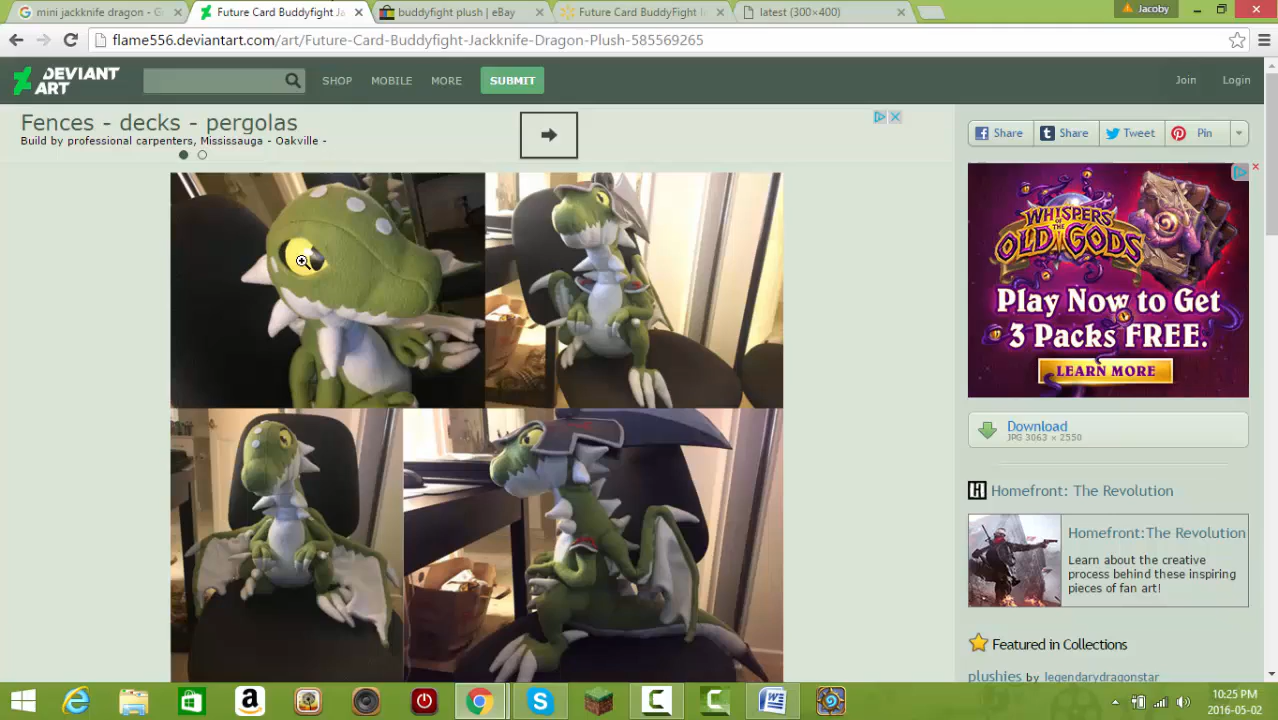 mini jackknife dragon - G
Future Card Buddyfight Ja
buddyfight plush | eBay
Future Card BuddyFight I
latest (300×400)
Jacoby
flame556.deviantart.com/art/Future-Card-Buddyfight-Jackknife-Dragon-Plush-585569265
DEVIANT ART
SHOP
MOBILE
MORE
SUBMIT
Join
Login
Fences - decks - pergolas
Build by professional carpenters, Mississauga - Oakville -
Share
Share
Tweet
Pin
WHISPERS
OF THE
OLD GODS
Play Now to Get
3 Packs FREE.
LEARN MORE
Download
JPG 3063 × 2550
Homefront: The Revolution
Homefront:The Revolution
Learn about the creative
process behind these inspiring
pieces of fan art!
Featured in Collections
plushies by legendarydragonstar
10:25 PM
2016-05-02